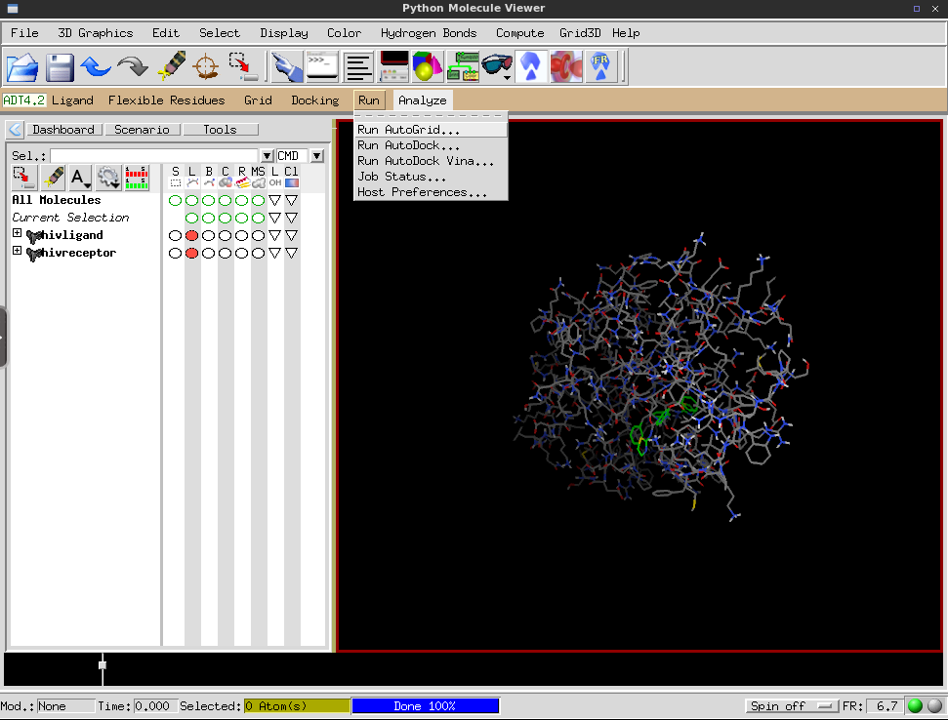 Python Molecule Viewer
File 3D Graphics Edit Select Display Color Hydrogen Bonds Compute Grid3D Help
ADT4.2 Ligand Flexible Residues Grid Docking Run Analyze
Run AutoGrid...
Run AutoDock...
Run AutoDock Vina...
Job Status...
Host Preferences...
Dashboard Scenario Tools
Sel.: CMD
S L B C R MS L Cl
All Molecules
Current Selection
hivligand
hivreceptor
Mod.: None Time: 0.000 Selected: 0 Atom(s) Done 100% Spin off FR: 6.7